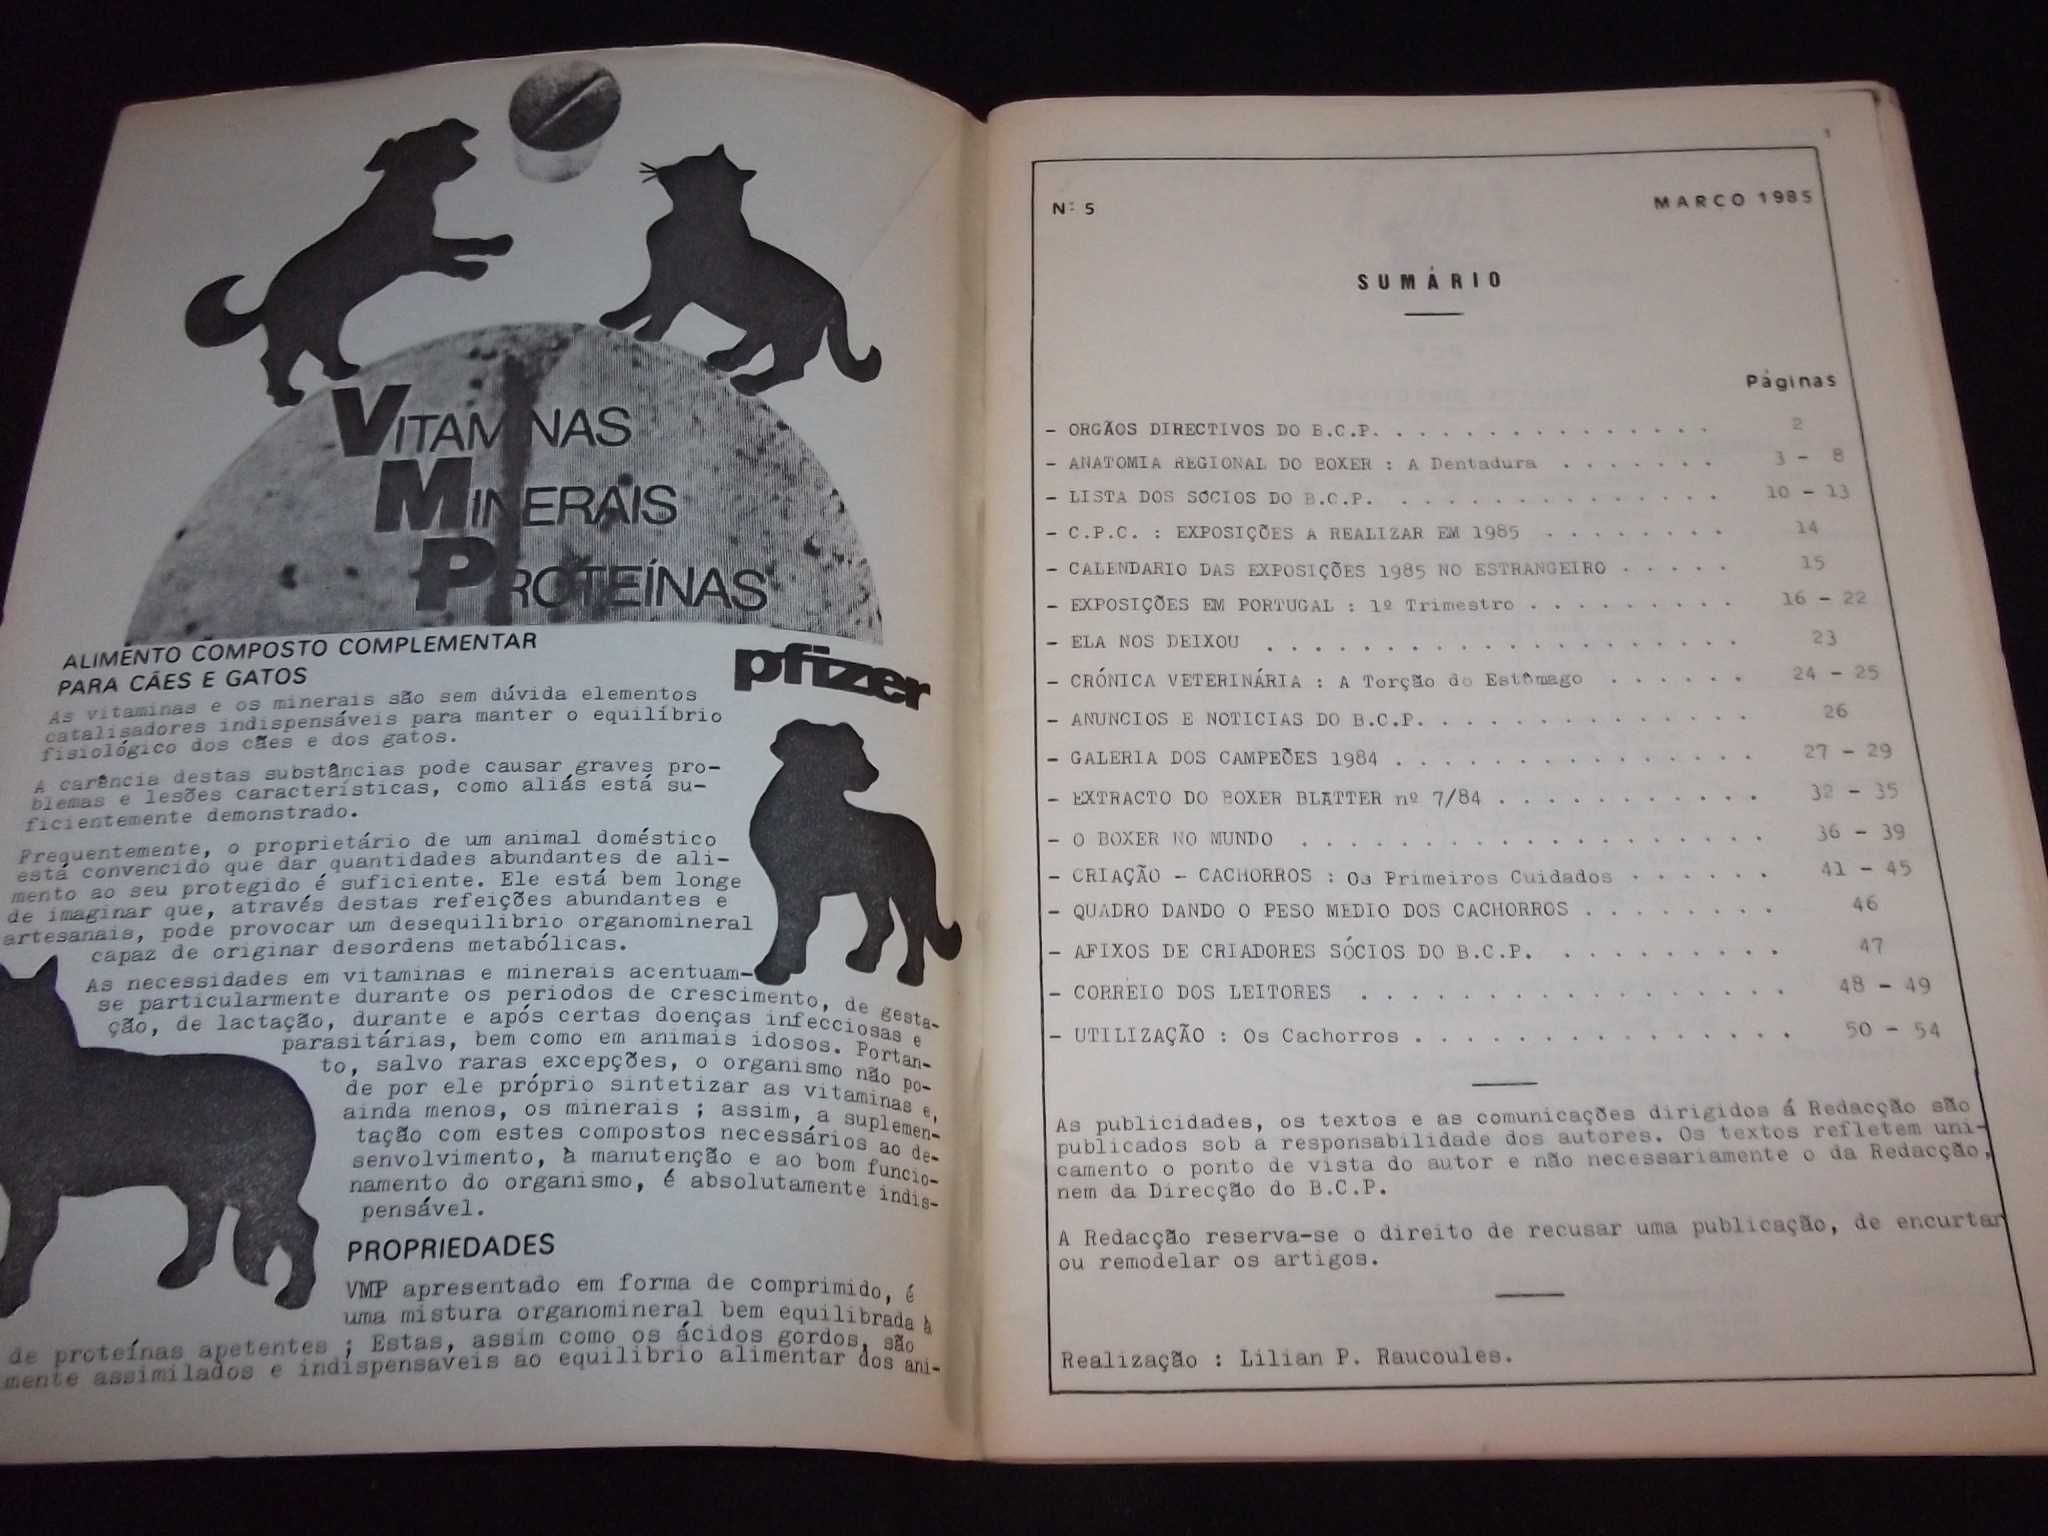 VITAMINAS
MINERAIS
PROTEÍNAS
ALIMENTO COMPOSTO COMPLEMENTAR
PARA CÃES E GATOS
pfizer
As vitaminas e os minerais são sem dúvida elementos
catalisadores indispensáveis para manter o equilíbrio
fisiológico dos cães e dos gatos.
A carência destas substâncias pode causar graves pro-
blemas e lesões características, como aliás está su-
ficientemente demonstrado.
Frequentemente, o proprietário de um animal doméstico
está convencido que dar quantidades abundantes de ali-
mento ao seu protegido é suficiente. Ele está bem longe
de imaginar que, através destas refeições abundantes e
artesanais, pode provocar um desequilibrio organomineral
capaz de originar desordens metabólicas.
As necessidades em vitaminas e minerais acentuam-
se particularmente durante os periodos de crescimento, de gesta-
ção, de lactação, durante e após certas doenças infecciosas e
parasitárias, bem como em animais idosos. Portan-
to, salvo raras excepções, o organismo não po-
de por ele próprio sintetizar as vitaminas e,
ainda menos, os minerais ; assim, a suplemen-
tação com estes compostos necessários ao de-
senvolvimento, à manutenção e ao bom funcio-
namento do organismo, é absolutamente indis-
pensável.
PROPRIEDADES
VMP apresentado em forma de comprimido, é
uma mistura organomineral bem equilibrada à
de proteínas apetentes ; Estas, assim como os ácidos gordos, são
mente assimilados e indispensaveis ao equilibrio alimentar dos ani-
1
Nº 5 MARÇO 1985
SUMÁRIO
Páginas
- ORGÃOS DIRECTIVOS DO B.C.P. . . . . . . . . . . . . . . 2
- ANATOMIA REGIONAL DO BOXER : A Dentadura . . . . . . . 3 - 8
- LISTA DOS SÓCIOS DO B.C.P. . . . . . . . . . . . . . . 10 - 13
- C.P.C. : EXPOSIÇÕES A REALIZAR EM 1985 . . . . . . . . 14
- CALENDARIO DAS EXPOSIÇÕES 1985 NO ESTRANGEIRO . . . . . 15
- EXPOSIÇÕES EM PORTUGAL : 1º Trimestro . . . . . . . . . 16 - 22
- ELA NOS DEIXOU . . . . . . . . . . . . . . . . . . . 23
- CRÓNICA VETERINÁRIA : A Torção do Estômago . . . . . . 24 - 25
- ANUNCIOS E NOTICIAS DO B.C.P. . . . . . . . . . . . . . 26
- GALERIA DOS CAMPEÕES 1984 . . . . . . . . . . . . . . 27 - 29
- EXTRACTO DO BOXER BLATTER nº 7/84 . . . . . . . . . . . 32 - 35
- O BOXER NO MUNDO . . . . . . . . . . . . . . . . . . 36 - 39
- CRIAÇÃO - CACHORROS : Os Primeiros Cuidados . . . . . . 41 - 45
- QUADRO DANDO O PESO MEDIO DOS CACHORROS . . . . . . . . 46
- AFIXOS DE CRIADORES SÓCIOS DO B.C.P. . . . . . . . . . 47
- CORREIO DOS LEITORES . . . . . . . . . . . . . . . . . 48 - 49
- UTILIZAÇÃO : Os Cachorros . . . . . . . . . . . . . . . 50 - 54
As publicidades, os textos e as comunicações dirigidos á Redacção são
publicados sob a responsabilidade dos autores. Os textos refletem uni-
camento o ponto de vista do autor e não necessariamente o da Redacção,
nem da Direcção do B.C.P.
A Redacção reserva-se o direito de recusar uma publicação, de encurtar
ou remodelar os artigos.
Realização : Lilian P. Raucoules.